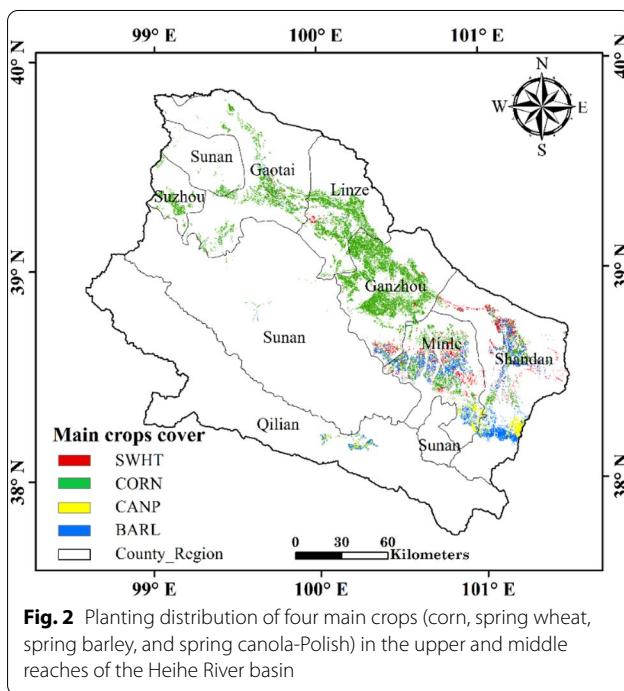 99° E
100° E
101° E
40° N
40° N
N
W
E
S
Sunan
Gaotai
Suzhou
Linze
39° N
39° N
Ganzhou
Sunan
Minle
Shandan
Qilian
Sunan
Main crops cover
SWHT
CORN
CANP
BARL
County_Region
38° N
38° N
0 30 60
Kilometers
99° E
100° E
101° E
Fig. 2 Planting distribution of four main crops (corn, spring wheat,
spring barley, and spring canola-Polish) in the upper and middle
reaches of the Heihe River basin